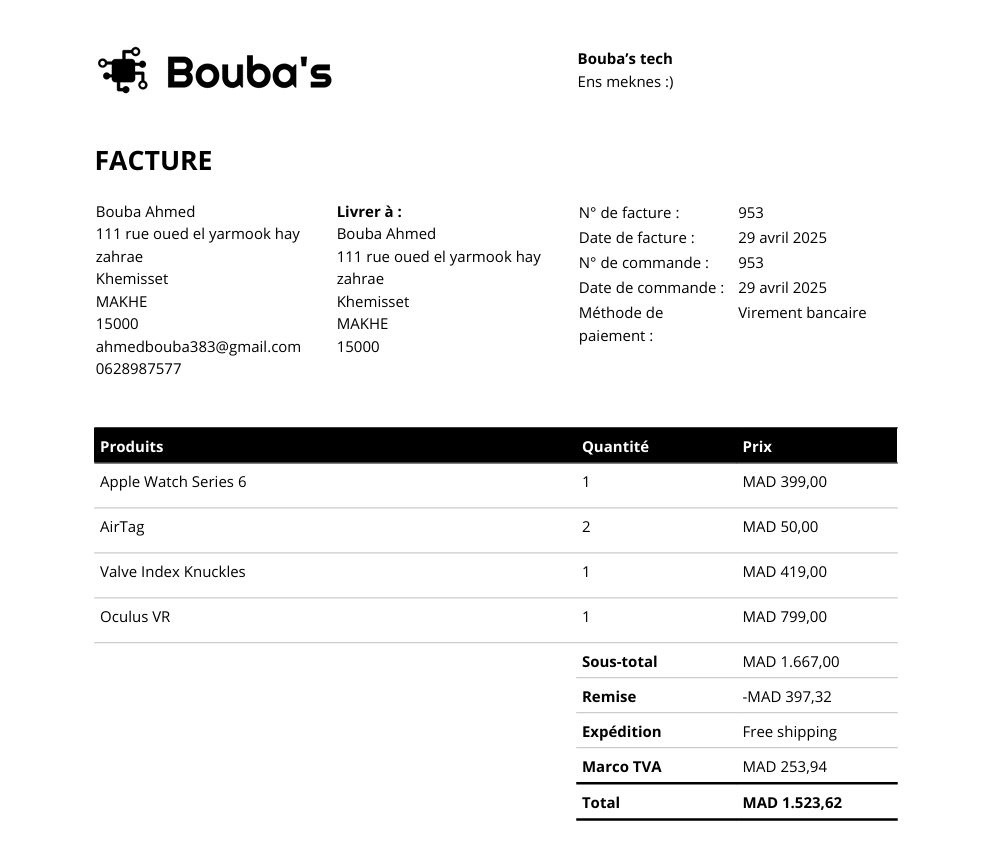 Bouba's
Bouba’s tech
Ens meknes :)
FACTURE
Bouba Ahmed
111 rue oued el yarmook hay
zahrae
Khemisset
MAKHE
15000
ahmedbouba383@gmail.com
0628987577
Livrer à :
Bouba Ahmed
111 rue oued el yarmook hay
zahrae
Khemisset
MAKHE
15000
N° de facture : 953
Date de facture : 29 avril 2025
N° de commande : 953
Date de commande : 29 avril 2025
Méthode de Virement bancaire
paiement :
Produits Quantité Prix
Apple Watch Series 6 1 MAD 399,00
AirTag 2 MAD 50,00
Valve Index Knuckles 1 MAD 419,00
Oculus VR 1 MAD 799,00
Sous-total MAD 1.667,00
Remise -MAD 397,32
Expédition Free shipping
Marco TVA MAD 253,94
Total MAD 1.523,62